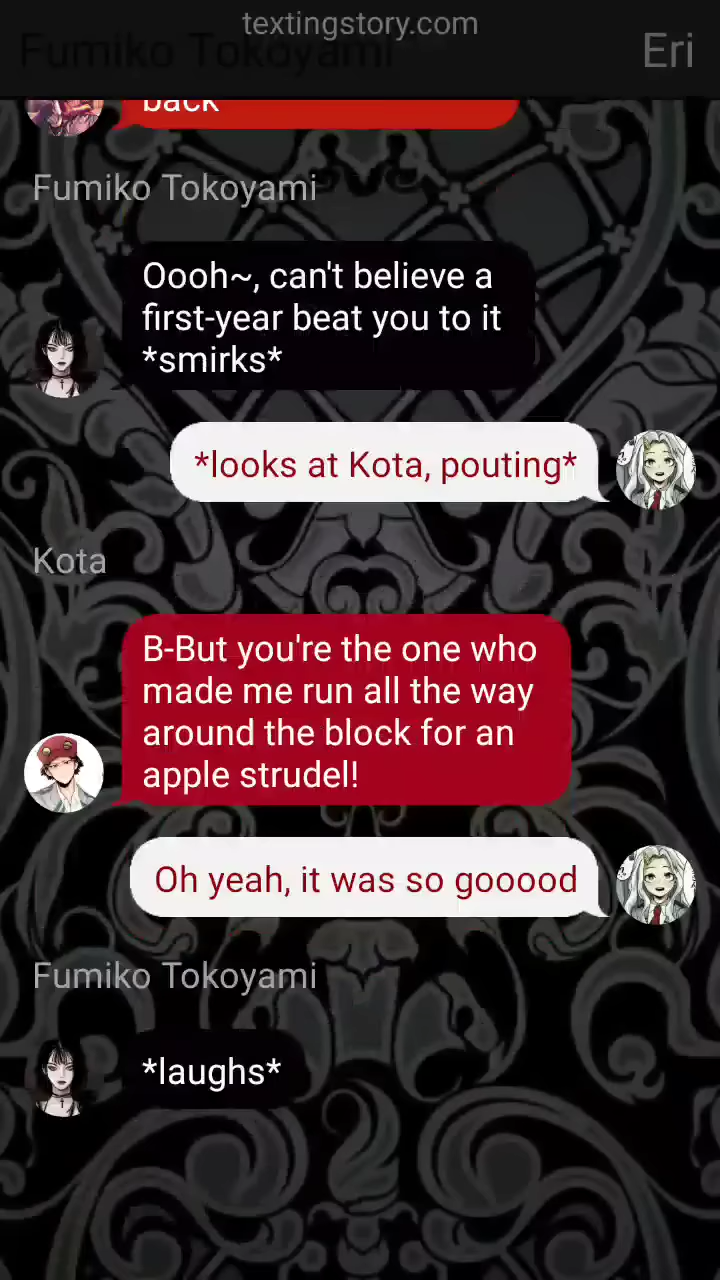 textingstory.com
Fumiko Tokoyami
Eri
back
Fumiko Tokoyami
Oooh~, can't believe a
first-year beat you to it
*smirks*
*looks at Kota, pouting*
Kota
B-But you're the one who
made me run all the way
around the block for an
apple strudel!
Oh yeah, it was so gooood
Fumiko Tokoyami
*laughs*